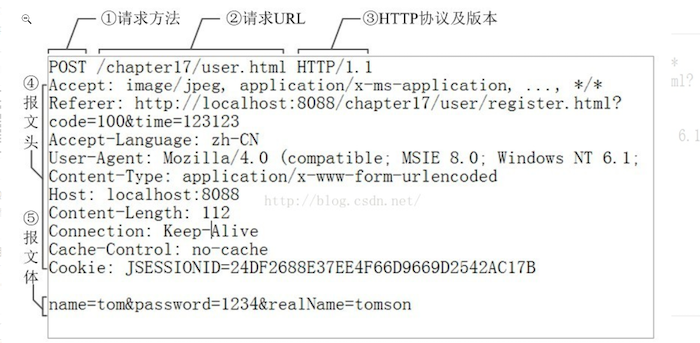 ①请求方法 ②请求URL ③HTTP协议及版本
POST /chapter17/user.html HTTP/1.1
Accept: image/jpeg, application/x-ms-application, ..., */*
Referer: http://localhost:8088/chapter17/user/register.html?
code=100&time=123123
Accept-Language: zh-CN
User-Agent: Mozilla/4.0 (compatible; MSIE 8.0; Windows NT 6.1;
Content-Type: application/x-www-form-urlencoded
Host: localhost:8088
Content-Length: 112
Connection: Keep-Alive
Cache-Control: no-cache
Cookie: JSESSIONID=24DF2688E37EE4F66D9669D2542AC17B
name=tom&password=1234&realName=tomson
④报文头
⑤报文体
http://blog.csdn.net/
*
ml?
6.1